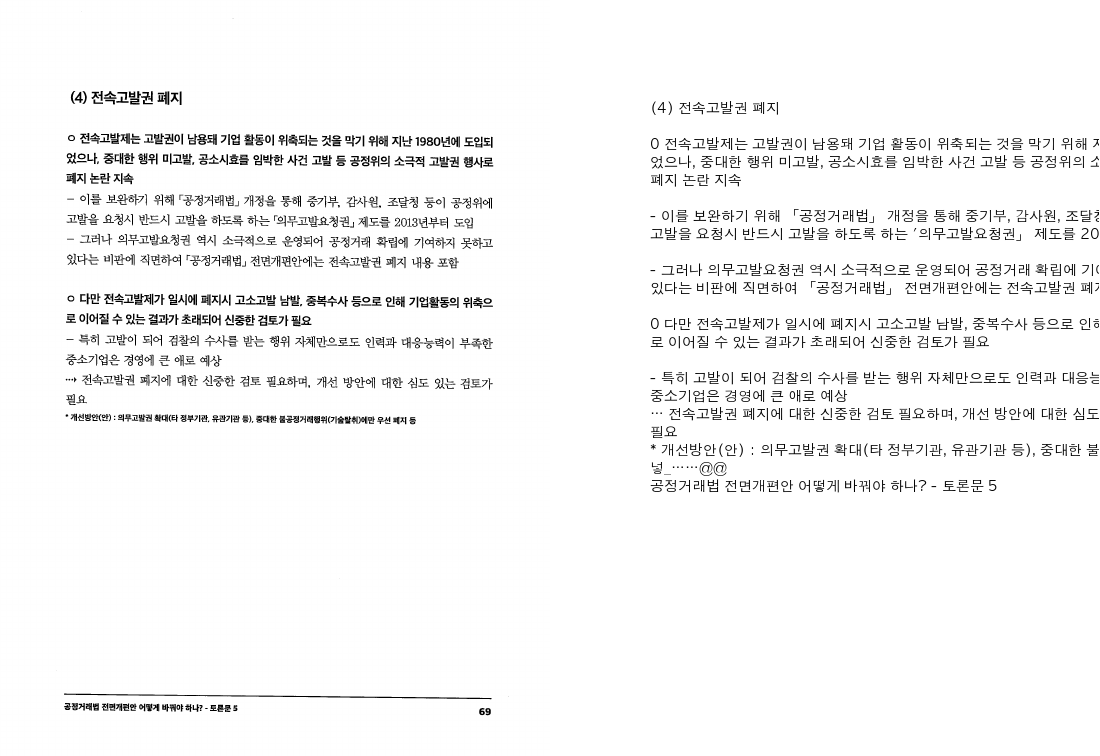 (4) 전속고발권 폐지
ㅇ 전속고발제는 고발권이 남용돼 기업 활동이 위축되는 것을 막기 위해 지난 1980년에 도입되
었으나, 중대한 행위 미고발, 공소시효를 임박한 사건 고발 등 공정위의 소극적 고발권 행사로
폐지 논란 지속
– 이를 보완하기 위해 「공정거래법」 개정을 통해 중기부, 감사원, 조달청 등이 공정위에
고발을 요청시 반드시 고발을 하도록 하는 「의무고발요청권」 제도를 2013년부터 도입
– 그러나 의무고발요청권 역시 소극적으로 운영되어 공정거래 확립에 기여하지 못하고
있다는 비판에 직면하여 「공정거래법」 전면개편안에는 전속고발권 폐지 내용 포함
ㅇ 다만 전속고발제가 일시에 폐지시 고소고발 남발, 중복수사 등으로 인해 기업활동의 위축으
로 이어질 수 있는 결과가 초래되어 신중한 검토가 필요
– 특히 고발이 되어 검찰의 수사를 받는 행위 자체만으로도 인력과 대응능력이 부족한
중소기업은 경영에 큰 애로 예상
⇢ 전속고발권 폐지에 대한 신중한 검토 필요하며, 개선 방안에 대한 심도 있는 검토가
필요
* 개선방안(안) : 의무고발권 확대(타 정부기관, 유관기관 등), 중대한 불공정거래행위(기술탈취)에만 우선 폐지 등
공정거래법 전면개편안 어떻게 바꿔야 하나? - 토론문 5
69
(4) 전속고발권 폐지
0 전속고발제는 고발권이 남용돼 기업 활동이 위축되는 것을 막기 위해
었으나, 중대한 행위 미고발, 공소시효를 임박한 사건 고발 등 공정위의
폐지 논란 지속
- 이를 보완하기 위해 「공정거래법」 개정을 통해 중기부, 감사원, 조달청
고발을 요청시 반드시 고발을 하도록 하는 ′의무고발요청권」 제도를 20
- 그러나 의무고발요청권 역시 소극적으로 운영되어 공정거래 확립에
있다는 비판에 직면하여 「공정거래법」 전면개편안에는 전속고발권
0 다만 전속고발제가 일시에 폐지시 고소고발 남발, 중복수사 등으로
로 이어질 수 있는 결과가 초래되어 신중한 검토가 필요
- 특히 고발이 되어 검찰의 수사를 받는 행위 자체만으로도 인력과
중소기업은 경영에 큰 애로 예상
… 전속고발권 폐지에 대한 신중한 검토 필요하며, 개선 방안에 대한 심도
필요
* 개선방안(안) : 의무고발권 확대(타 정부기관, 유관기관 등), 중대한 불
넣_……@@
공정거래법 전면개편안 어떻게 바꿔야 하나? - 토론문 5